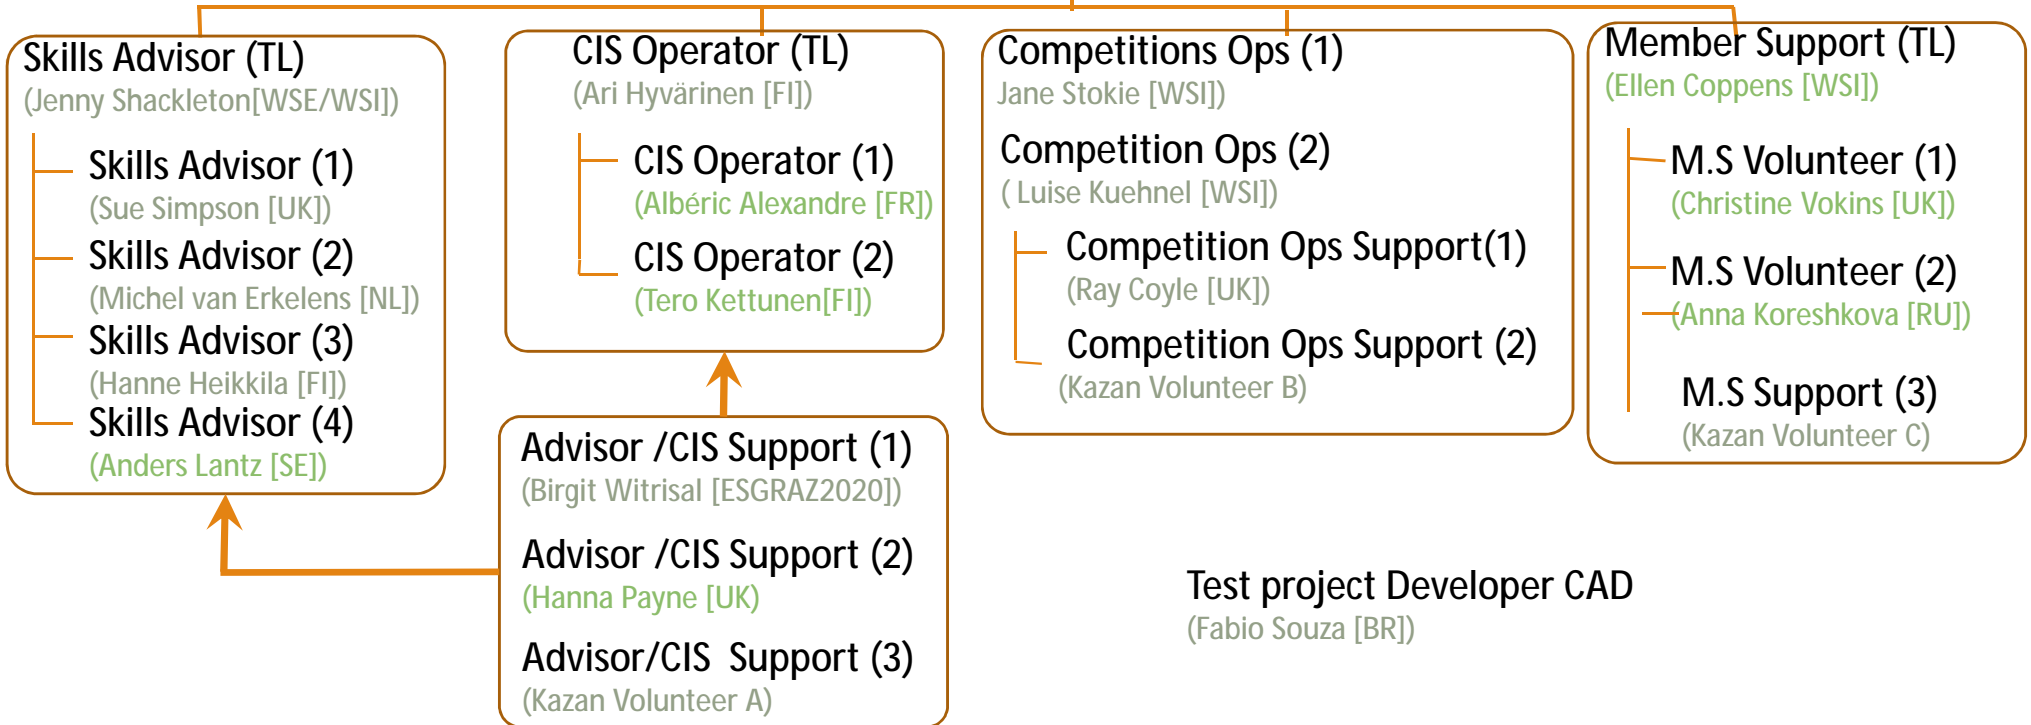 Skills Advisor (TL)
(Jenny Shackleton[WSE/WSI])
Skills Advisor (1)
(Sue Simpson [UK])
Skills Advisor (2)
(Michel van Erkelens [NL])
Skills Advisor (3)
(Hanne Heikkila [FI])
Skills Advisor (4)
(Anders Lantz [SE])
CIS Operator (TL)
(Ari Hyvärinen [FI])
CIS Operator (1)
(Albéric Alexandre [FR])
CIS Operator (2)
(Tero Kettunen[FI])
Advisor /CIS Support (1)
(Birgit Witrisal [ESGRAZ2020])
Advisor /CIS Support (2)
(Hanna Payne [UK)
Advisor/CIS  Support (3)
(Kazan Volunteer A)
Competitions Ops (1)
Jane Stokie [WSI])
Competition Ops (2)
( Luise Kuehnel [WSI])
Competition Ops Support(1)
(Ray Coyle [UK])
Competition Ops Support (2)
(Kazan Volunteer B)
Member Support (TL)
(Ellen Coppens [WSI])
M.S Volunteer (1)
(Christine Vokins [UK])
M.S Volunteer (2)
(Anna Koreshkova [RU])
M.S Support (3)
(Kazan Volunteer C)
Test project Developer CAD
(Fabio Souza [BR])